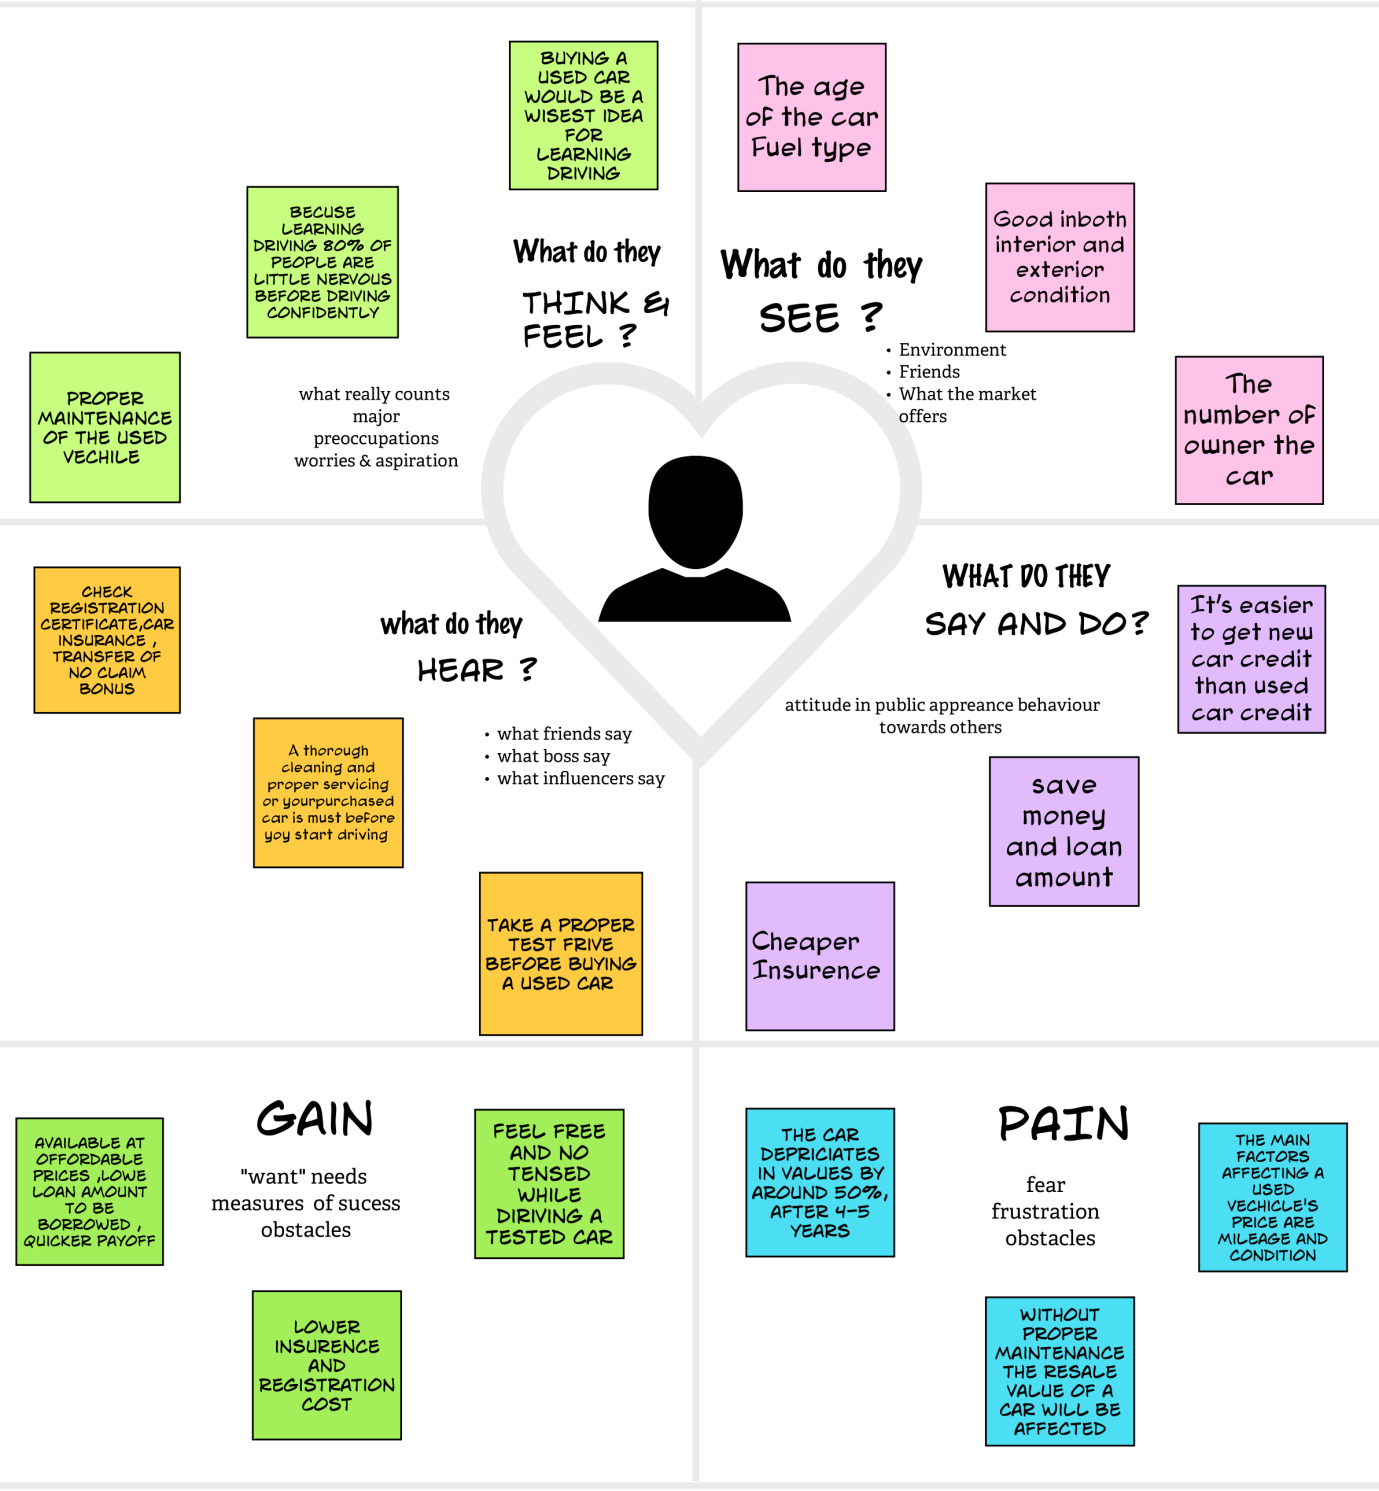 BUYING A
USED CAR
WOULD BE A
WISEST IDEA
FOR
LEARNING
DRIVING
BECUSE
LEARNING
DRIVING 80% OF
PEOPLE ARE
LITTLE NERVOUS
BEFORE DRIVING
CONFIDENTLY
PROPER
MAINTENANCE
OF THE USED
VECHILE
What do they
THINK &
FEEL ?
what really counts
major
preoccupations
worries & aspiration
The age
of the car
Fuel type
Good inboth
interior and
exterior
condition
The
number of
owner the
car
What do they
SEE ?
• Environment
• Friends
• What the market
offers
CHECK
REGISTRATION
CERTIFICATE,CAR
INSURANCE ,
TRANSFER OF
NO CLAIM
BONUS
A thorough
cleaning and
proper servicing
or yourpurchased
car is must before
yoy start driving
TAKE A PROPER
TEST FRIVE
BEFORE BUYING
A USED CAR
what do they
HEAR ?
• what friends say
• what boss say
• what influencers say
WHAT DO THEY
SAY AND DO?
attitude in public appreance behaviour
towards others
It's easier
to get new
car credit
than used
car credit
save
money
and loan
amount
Cheaper
Insurence
GAIN
"want" needs
measures of sucess
obstacles
AVAILABLE AT
OFFORDABLE
PRICES ,LOWE
LOAN AMOUNT
TO BE
BORROWED ,
QUICKER PAYOFF
FEEL FREE
AND NO
TENSED
WHILE
DIRIVING A
TESTED CAR
LOWER
INSURENCE
AND
REGISTRATION
COST
PAIN
fear
frustration
obstacles
THE CAR
DEPRICIATES
IN VALUES BY
AROUND 50%,
AFTER 4-5
YEARS
THE MAIN
FACTORS
AFFECTING A
USED
VECHICLE'S
PRICE ARE
MILEAGE AND
CONDITION
WITHOUT
PROPER
MAINTENANCE
THE RESALE
VALUE OF A
CAR WILL BE
AFFECTED